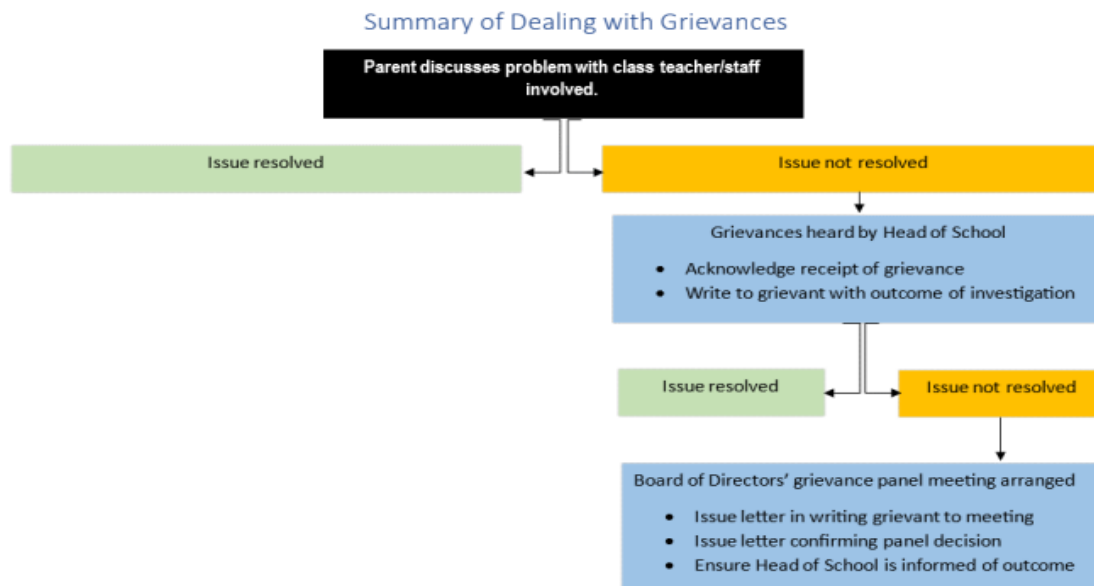 Summary of Dealing with Grievances
Parent discusses problem with class teacher/staff
involved.
Issue resolved
Issue not resolved
Grievances heard by Head of School
• Acknowledge receipt of grievance
• Write to grievant with outcome of investigation
Issue resolved
Issue not resolved
Board of Directors' grievance panel meeting arranged
• Issue letter in writing grievant to meeting
• Issue letter confirming panel decision
• Ensure Head of School is informed of outcome